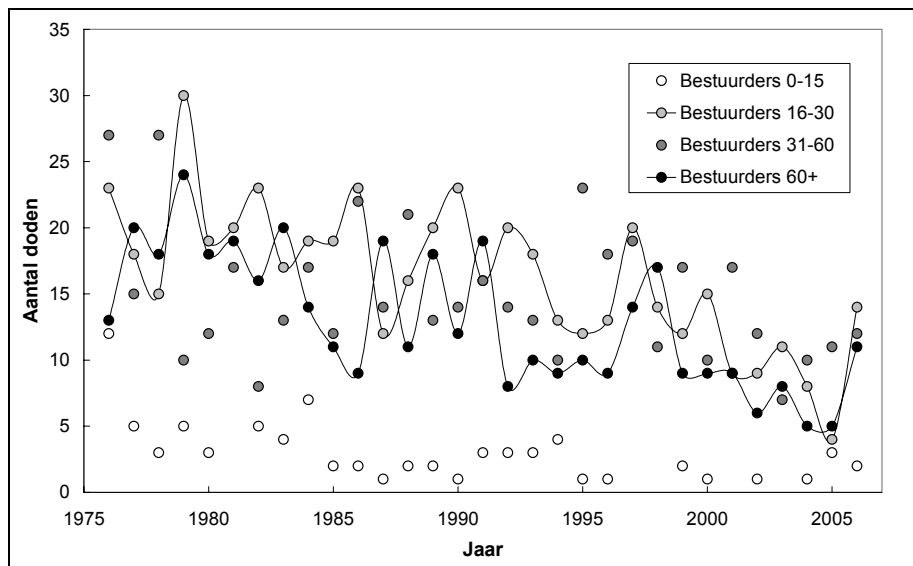 35
30
25
20
15
10
5
0
Aantal doden
Bestuurders 0-15
Bestuurders 16-30
Bestuurders 31-60
Bestuurders 60+
1975 1980 1985 1990 1995 2000 2005
Jaar